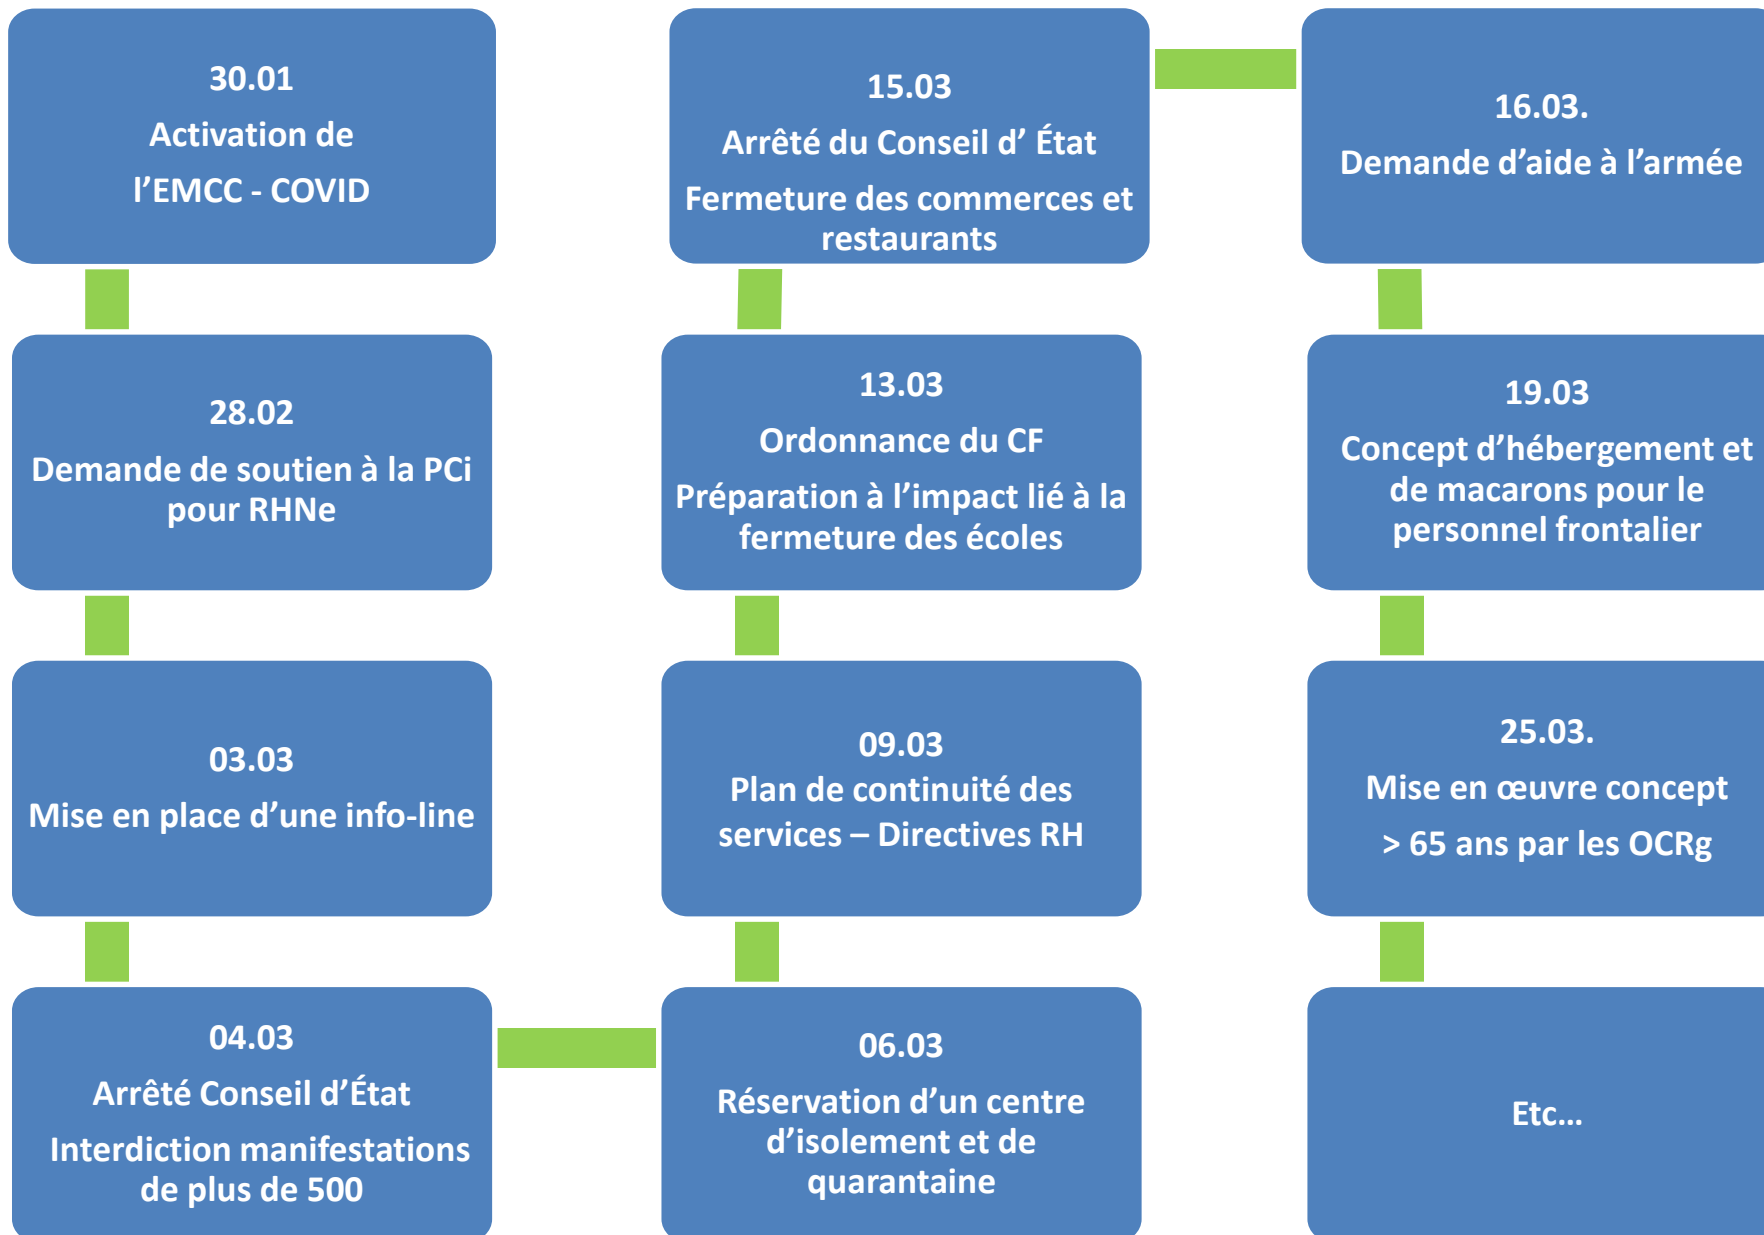 30.01
Activation de
l'EMCC - COVID
28.02
Demande de soutien à la PCi
pour RHNe
03.03
Mise en place d'une info-line
04.03
Arrêté Conseil d'État
Interdiction manifestations
de plus de 500
06.03
Réservation d'un centre
d'isolement et de
quarantaine
09.03
Plan de continuité des
services – Directives RH
13.03
Ordonnance du CF
Préparation à l'impact lié à la
fermeture des écoles
15.03
Arrêté du Conseil d' État
Fermeture des commerces et
restaurants
16.03.
Demande d'aide à l'armée
19.03
Concept d'hébergement et
de macarons pour le
personnel frontalier
25.03.
Mise en œuvre concept
> 65 ans par les OCRg
Etc...